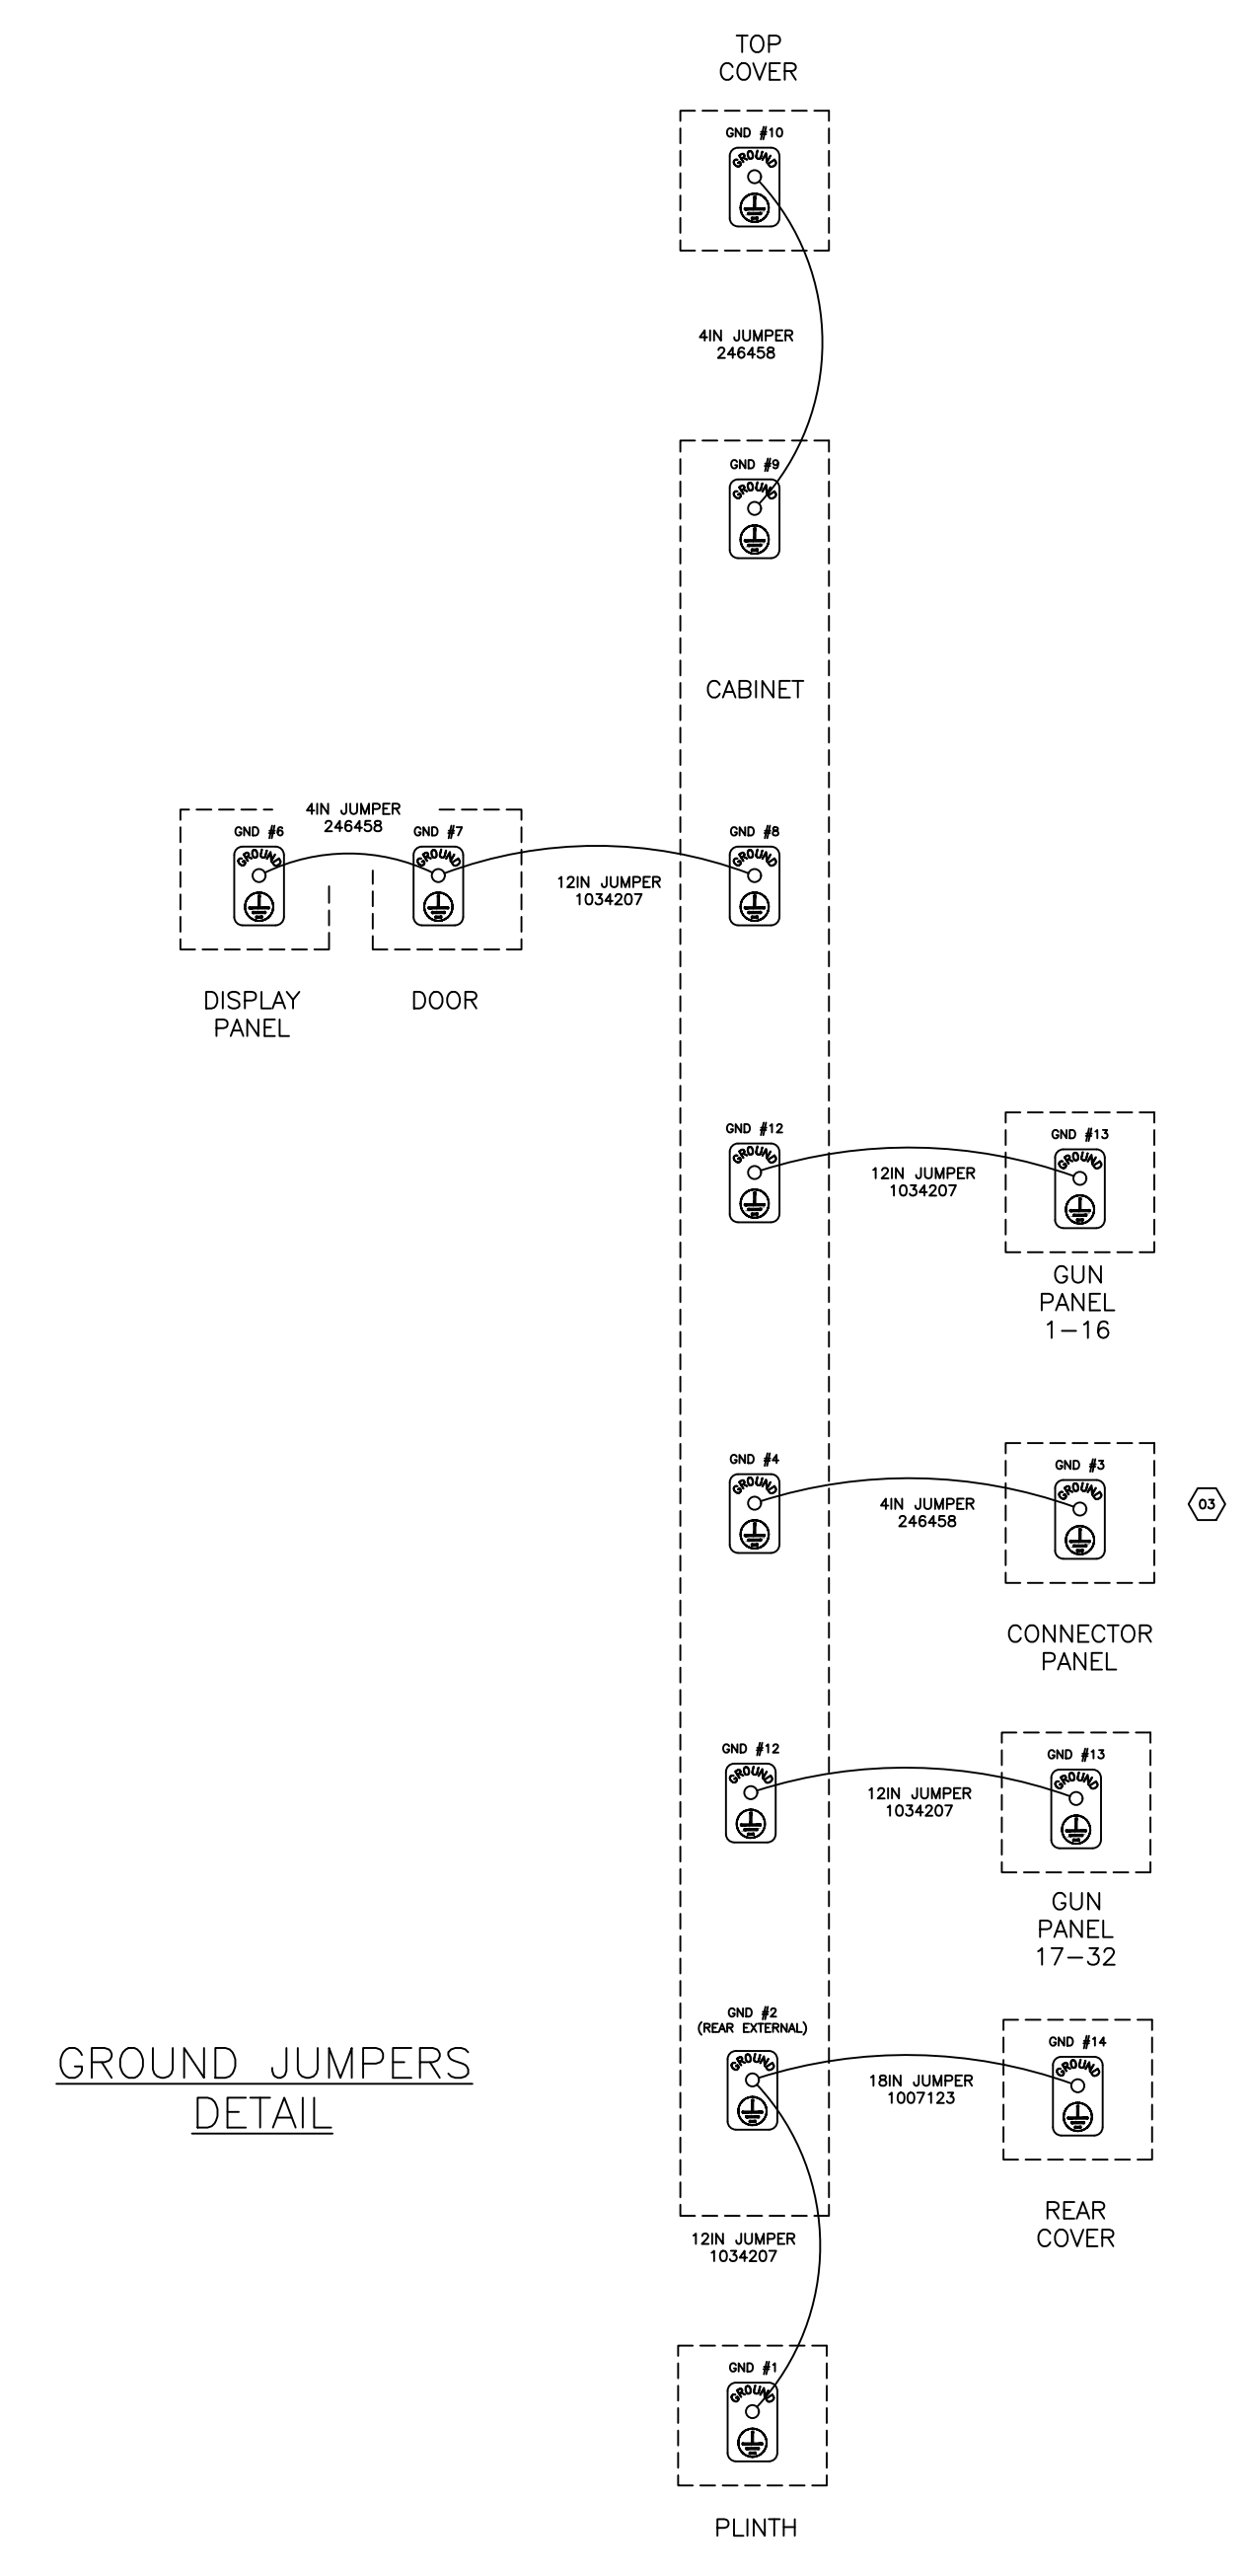 TOP
COVER
GND #10
GROUND
4IN JUMPER
246458
GND #9
GROUND
CABINET
4IN JUMPER
246458
GND #6
GROUND
GND #7
GROUND
GND #8
GROUND
12IN JUMPER
1034207
DISPLAY
PANEL
DOOR
GND #12
GROUND
GND #13
GROUND
12IN JUMPER
1034207
GUN
PANEL
1-16
GND #4
GROUND
GND #3
GROUND
03
4IN JUMPER
246458
CONNECTOR
PANEL
GND #12
GROUND
GND #13
GROUND
12IN JUMPER
1034207
GUN
PANEL
17-32
GND #2
(REAR EXTERNAL)
GROUND
GND #14
GROUND
18IN JUMPER
1007123
GROUND JUMPERS
DETAIL
REAR
COVER
12IN JUMPER
1034207
GND #1
GROUND
PLINTH